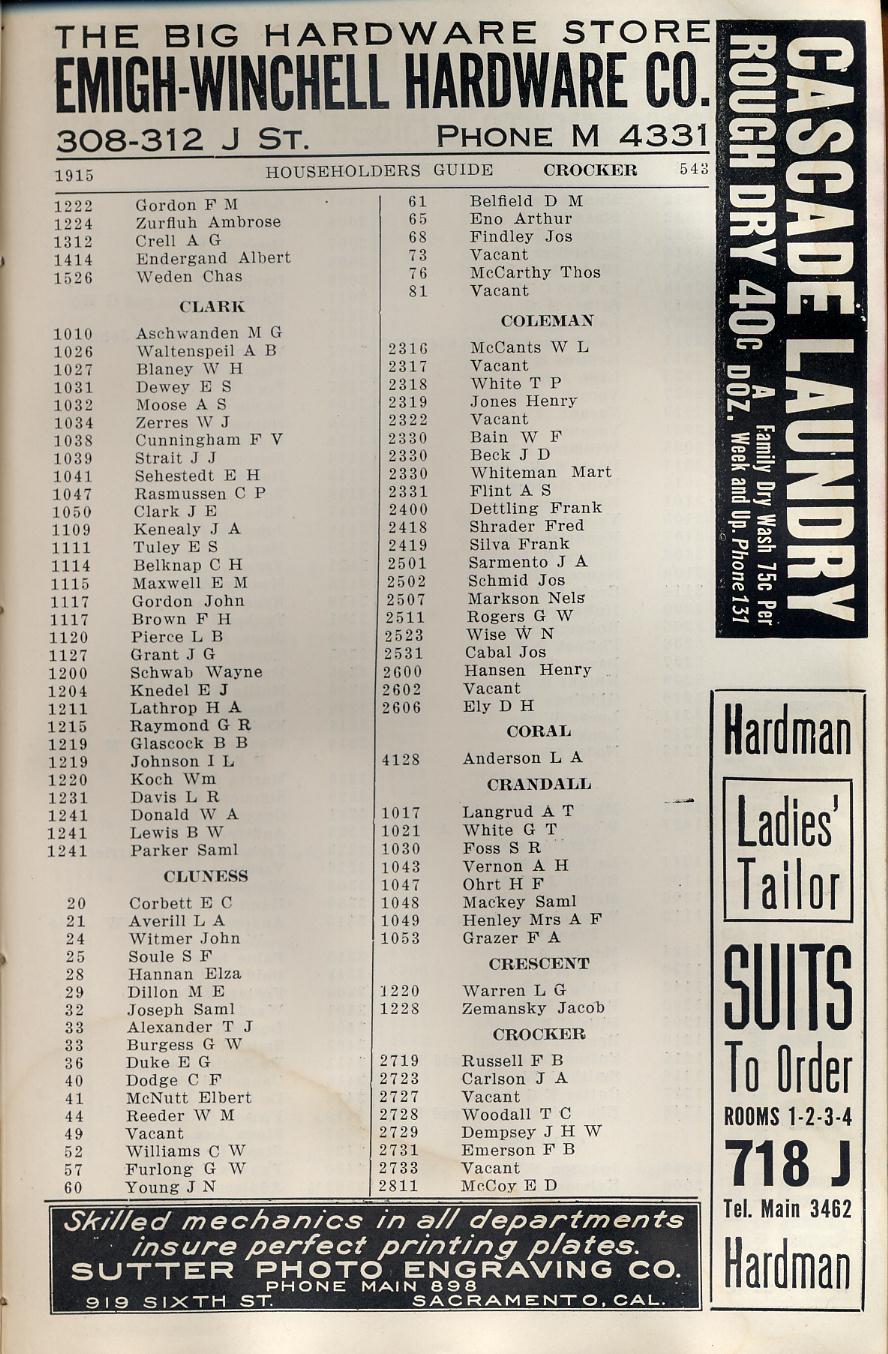 THE BIG HARDWARE STORE
EMIGH-WINCHELL HARDWARE CO.
308-312 J ST. PHONE M 4331
1915 HOUSEHOLDERS GUIDE CROCKER 543
1222 Gordon F M
1224 Zurfluh Ambrose
1312 Crell A G
1414 Endergand Albert
1526 Weden Chas
CLARK
1010 Aschwanden M G
1026 Waltenspeil A B
1027 Blaney W H
1031 Dewey E S
1032 Moose A S
1034 Zerres W J
1038 Cunningham F V
1039 Strait J J
1041 Sehestedt E H
1047 Rasmussen C P
1050 Clark J E
1109 Kenealy J A
1111 Tuley E S
1114 Belknap C H
1115 Maxwell E M
1117 Gordon John
1117 Brown F H
1120 Pierce L B
1127 Grant J G
1200 Schwab Wayne
1204 Knedel E J
1211 Lathrop H A
1215 Raymond G R
1219 Glascock B B
1219 Johnson I L
1220 Koch Wm
1231 Davis L R
1241 Donald W A
1241 Lewis B W
1241 Parker Saml
CLUNESS
20 Corbett E C
21 Averill L A
24 Witmer John
25 Soule S F
28 Hannan Elza
29 Dillon M E
32 Joseph Saml
33 Alexander T J
33 Burgess G W
36 Duke E G
40 Dodge C F
41 McNutt Elbert
44 Reeder W M
49 Vacant
52 Williams C W
57 Furlong G W
60 Young J N
61 Belfield D M
65 Eno Arthur
68 Findley Jos
73 Vacant
76 McCarthy Thos
81 Vacant
COLEMAN
2316 McCants W L
2317 Vacant
2318 White T P
2319 Jones Henry
2322 Vacant
2330 Bain W F
2330 Beck J D
2330 Whiteman Mart
2331 Flint A S
2400 Dettling Frank
2418 Shrader Fred
2419 Silva Frank
2501 Sarmento J A
2502 Schmid Jos
2507 Markson Nels
2511 Rogers G W
2523 Wise W N
2531 Cabal Jos
2600 Hansen Henry
2602 Vacant
2606 Ely D H
CORAL
4128 Anderson L A
CRANDALL
1017 Langrud A T
1021 White G T
1030 Foss S R
1043 Vernon A H
1047 Ohrt H F
1048 Mackey Saml
1049 Henley Mrs A F
1053 Grazer F A
CRESCENT
1220 Warren L G
1228 Zemansky Jacob
CROCKER
2719 Russell F B
2723 Carlson J A
2727 Vacant
2728 Woodall T C
2729 Dempsey J H W
2731 Emerson F B
2733 Vacant
2811 McCoy E D
CASCADE LAUNDRY
ROUGH DRY 40c DOZ.
A Family Dry Wash 75c Per
Week and Up. Phone 131
Hardman
Ladies'
Tailor
SUITS
To Order
ROOMS 1-2-3-4
718 J
Tel. Main 3462
Hardman
Skilled mechanics in all departments
insure perfect printing plates.
SUTTER PHOTO ENGRAVING CO.
PHONE MAIN 898
919 SIXTH ST. SACRAMENTO, CAL.